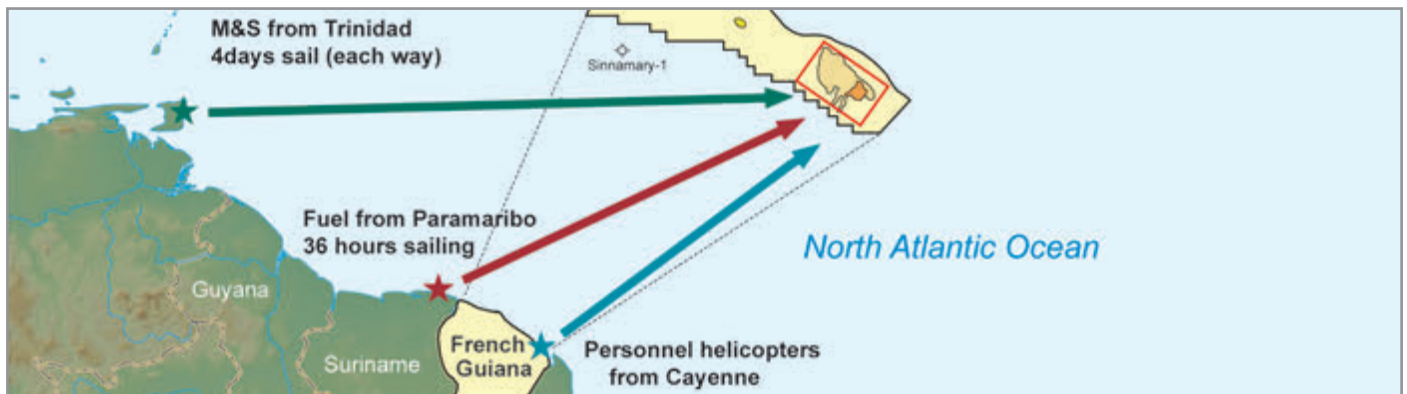 M&S from Trinidad
4days sail (each way)
Sinnamary-1
Fuel from Paramaribo
36 hours sailing
North Atlantic Ocean
Guyana
Suriname
French
Guiana
Personnel helicopters
from Cayenne